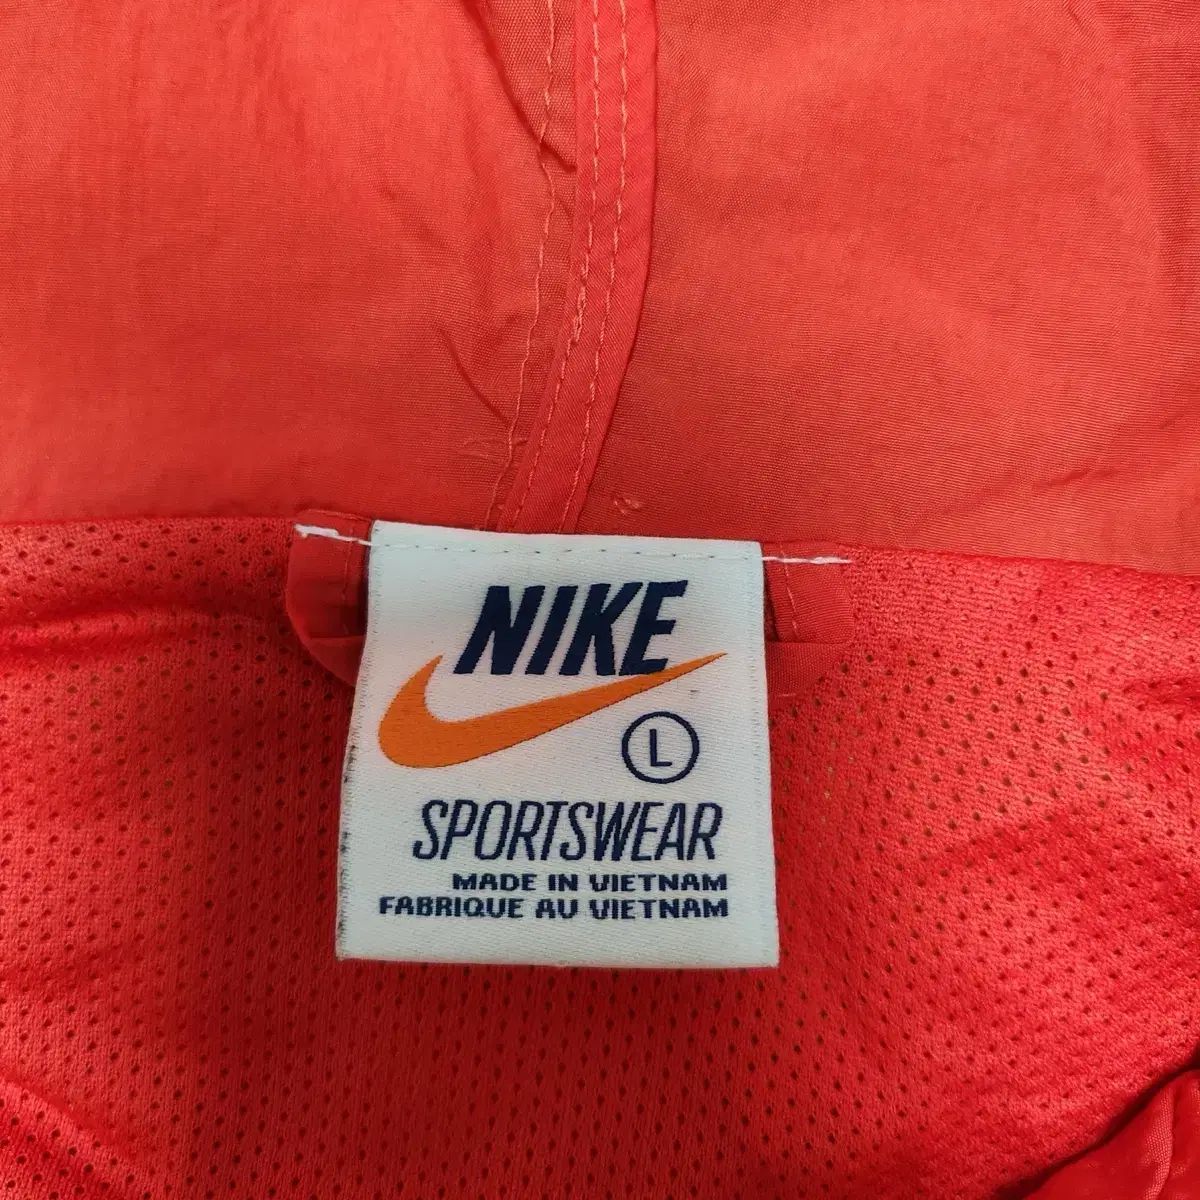 NIKE
L
SPORTSWEAR
MADE IN VIETNAM
FABRIQUE AU VIETNAM